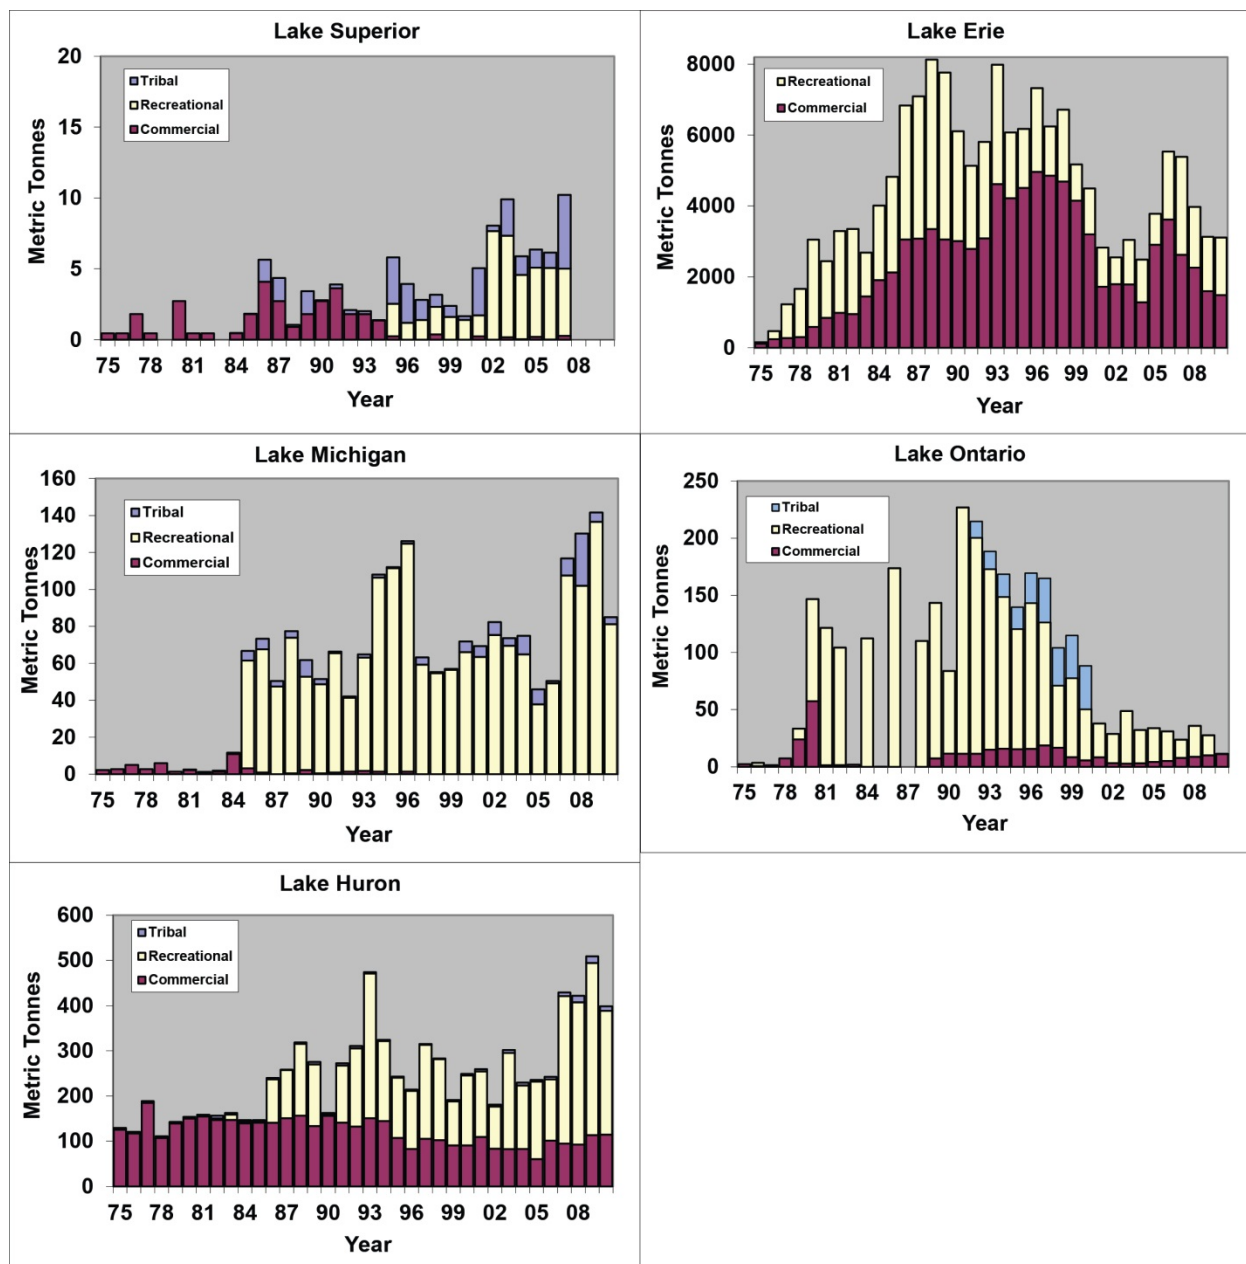 Lake Superior
20
15
10
5
0
Metric Tonnes
Tribal
Recreational
Commercial
75 78 81 84 87 90 93 96 99 02 05 08
Year
Lake Erie
8000
6000
4000
2000
0
Metric Tonnes
Recreational
Commercial
75 78 81 84 87 90 93 96 99 02 05 08
Year
Lake Michigan
160
140
120
100
80
60
40
20
0
Metric Tonnes
Tribal
Recreational
Commercial
75 78 81 84 87 90 93 96 99 02 05 08
Year
Lake Ontario
250
200
150
100
50
0
Metric Tonnes
Tribal
Recreational
Commercial
75 78 81 84 87 90 93 96 99 02 05 08
Year
Lake Huron
600
500
400
300
200
100
0
Metric Tonnes
Tribal
Recreational
Commercial
75 78 81 84 87 90 93 96 99 02 05 08
Year